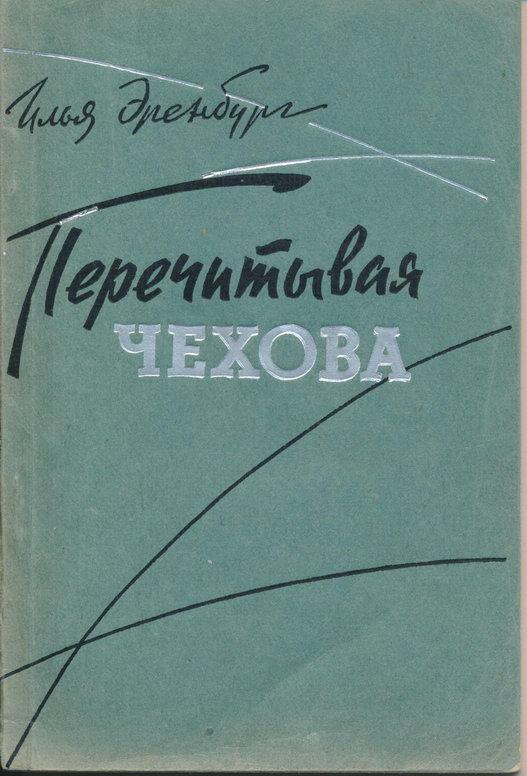 Илья Эренбург
Перечитывая
ЧЕХОВА